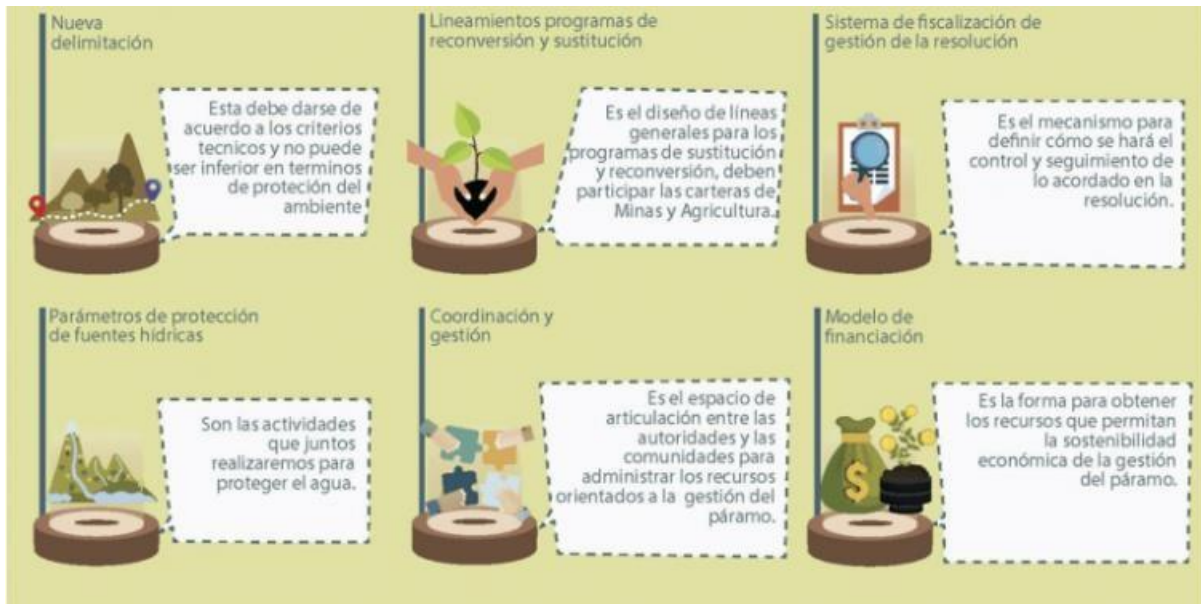 Nueva
delimitación
Esta debe darse de
acuerdo a los criterios
tecnicos y no puede
ser inferior en terminos
de proteción del
ambiente
Lineamientos programas de
reconversión y sustitución
Es el diseño de líneas
generales para los
programas de sustitución
y reconversión, deben
participar las carteras de
Minas y Agricultura.
Sistema de fiscalización de
gestión de la resolución
Es el mecanismo para
definir cómo se hará el
control y seguimiento de
lo acordado en la
resolución.
Parámetros de protección
de fuentes hídricas
Son las actividades
que juntos
realizaremos para
proteger el agua.
Coordinación y
gestión
Es el espacio de
articulación entre las
autoridades y las
comunidades para
administrar los recursos
orientados a la gestión del
páramo.
Modelo de
financiación
$
Es la forma para obtener
los recursos que permitan
la sostenibilidad
económica de la gestión
del páramo.